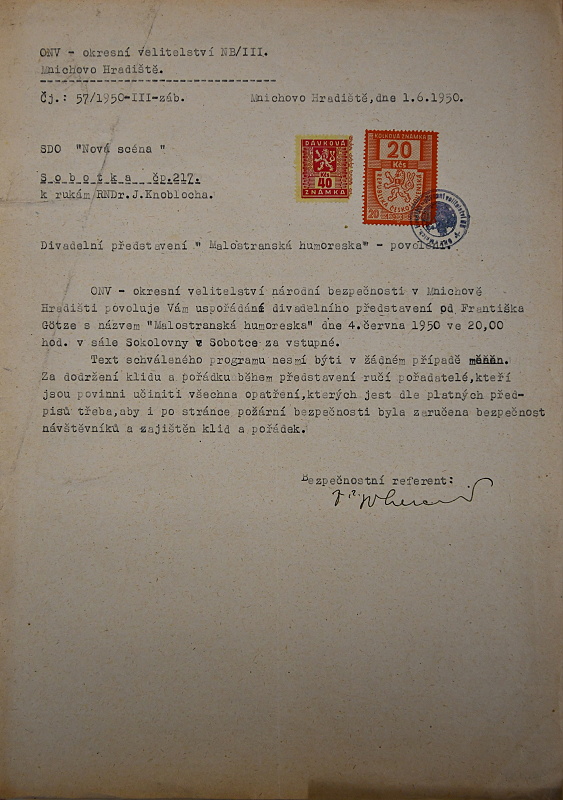 ONV - okresní velitelství NB/III.
Mnichovo Hradiště.
Čj.: 57/1950-III-záb. Mnichovo Hradiště,dne 1.6.1950.
SDO "Nová scéna "
DÁVKOVÁ
Kčs
40
ZNÁMKA
KOLKOVÁ ZNÁMKA
20
Kčs
20
S o b o t k a čp.217.
k rukám RNDr.J.Knoblocha.
Divadelní představení " Malostranská humoreska" - povolení.
ONV - okresní velitelství národní bezpečnosti v Mnichově
Hradišti povoluje Vám uspořádáné divadelního představení od Františka
Götze s názvem "Malostranská humoreska" dne 4.června 1950 ve 20,00
hod. v sále Sokolovny v Sobotce za vstupné.
Text schváleného programu nesmí býti v žádném případě měněn.
Za dodržení klidu a pořádku během představení ručí pořadatelé,kteří
jsou povinni učiniti všechna opatření,kterých jest dle platných před-
pisů třeba,aby i po stránce požární bezpečnosti byla zaručena bezpečnost
návštěvníků a zajištěn klid a pořádek.
Bezpečnostní referent: